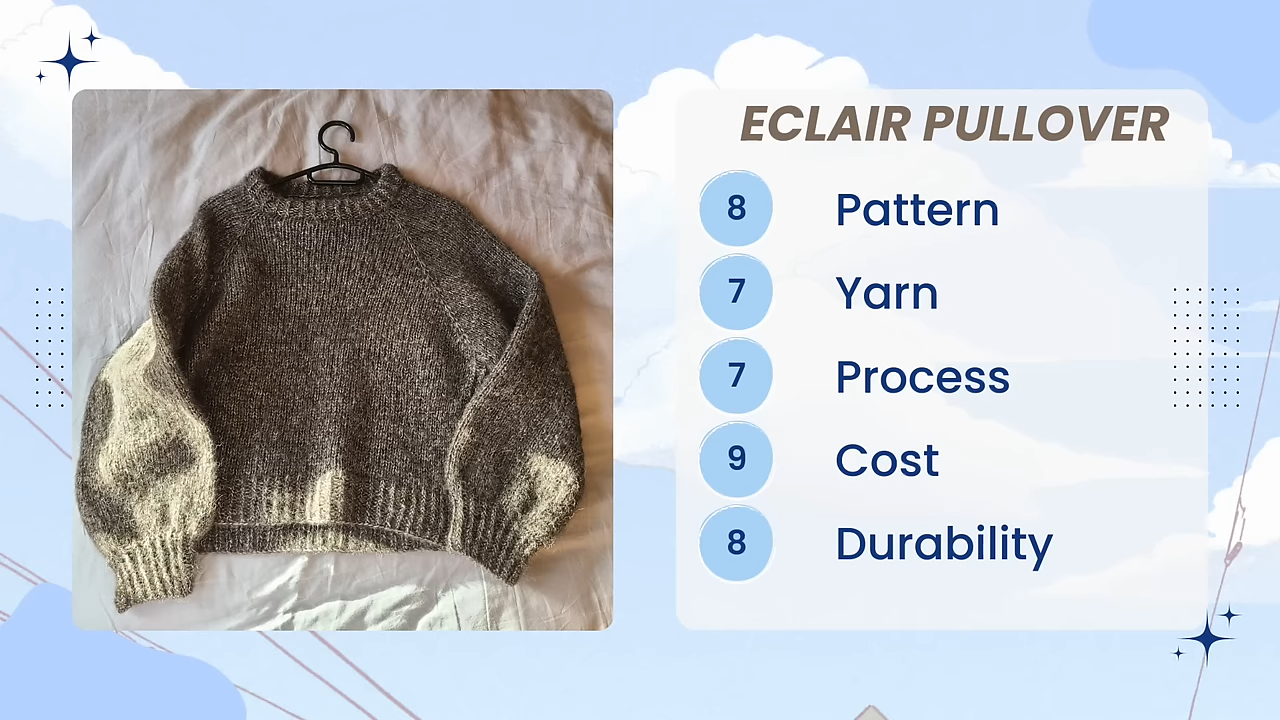 ECLAIR PULLOVER
8 Pattern
7 Yarn
7 Process
9 Cost
8 Durability